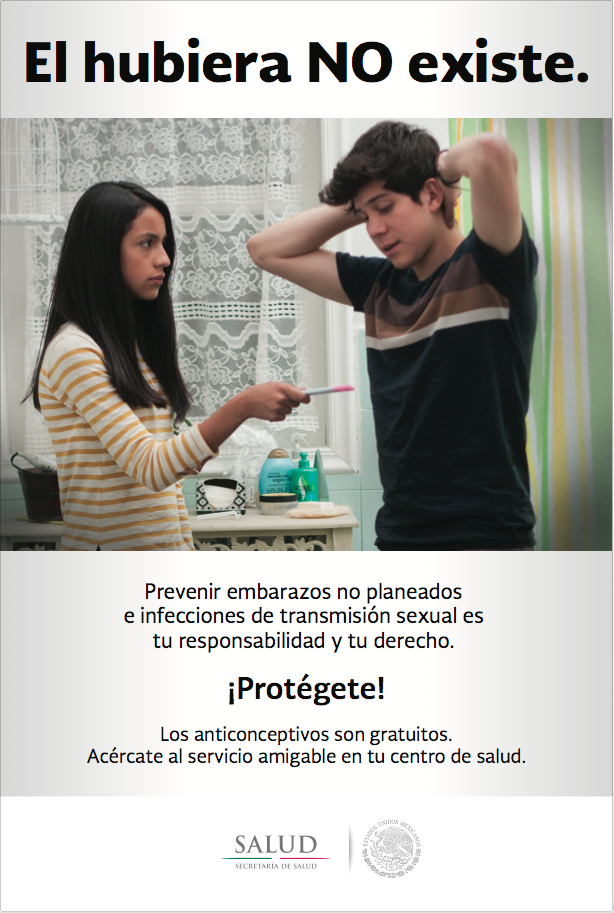 El hubiera NO existe.
Prevenir embarazos no planeados
e infecciones de transmisión sexual es
tu responsabilidad y tu derecho.
¡Protégete!
Los anticonceptivos son gratuitos.
Acércate al servicio amigable en tu centro de salud.
SALUD
SECRETARÍA DE SALUD
ESTADOS UNIDOS MEXICANOS